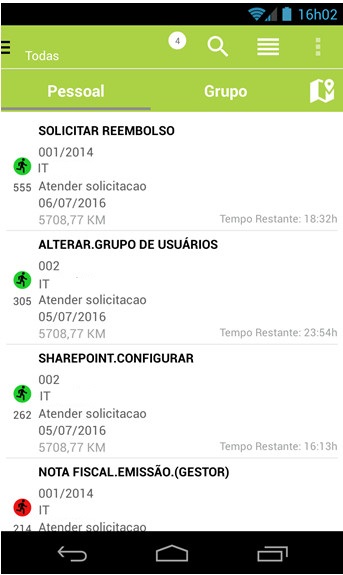 16h02
Todas
4
Pessoal
Grupo
SOLICITAR REEMBOLSO
001/2014
IT
555 Atender solicitacao
06/07/2016
5708,77 KM
Tempo Restante: 18:32h
ALTERAR.GRUPO DE USUÁRIOS
002
IT
305 Atender solicitacao
05/07/2016
5708,77 KM
Tempo Restante: 23:54h
SHAREPOINT.CONFIGURAR
002
IT
262 Atender solicitacao
05/07/2016
5708,77 KM
Tempo Restante: 16:13h
NOTA FISCAL.EMISSÃO.(GESTOR)
001/2014
IT
214 Atender solicitacao